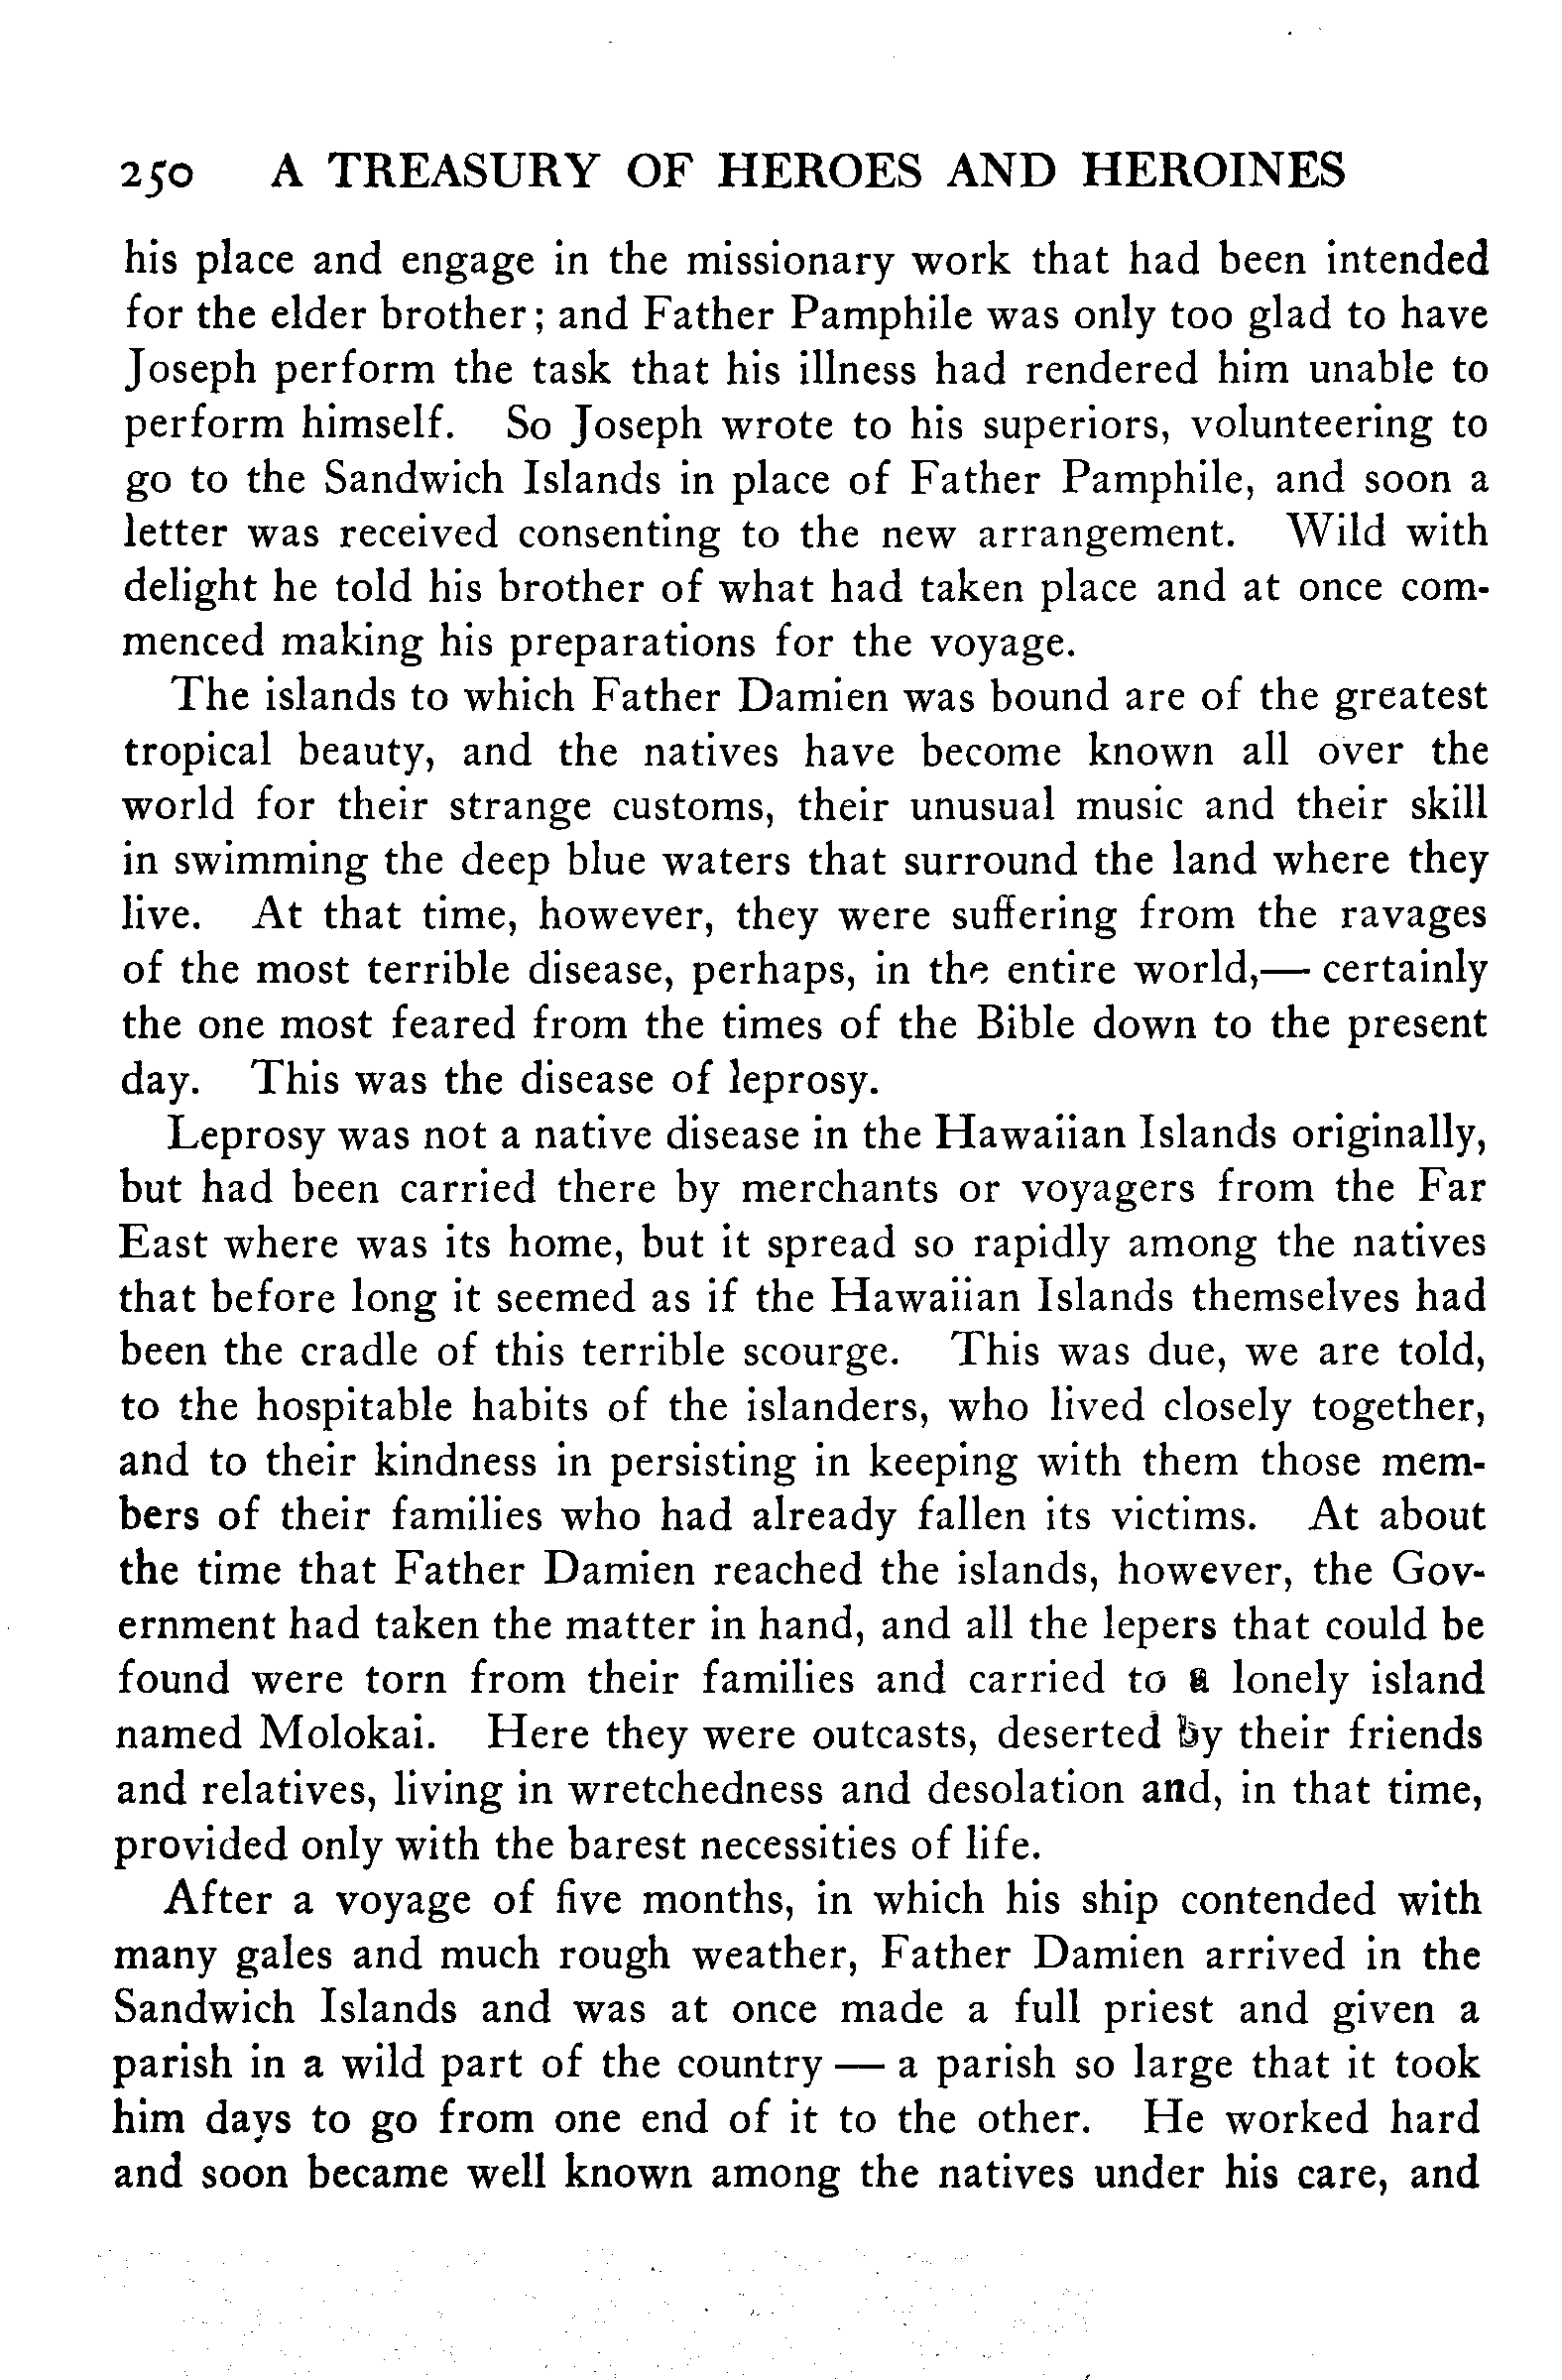 250 A TREASURY OF HEROES AND HEROINES
his place and engage in the missionary work that had been intended
for the elder brother; and Father Pamphile was only too glad to have
Joseph perform the task that his illness had rendered him unable to
perform himself. So Joseph wrote to his superiors, volunteering to
go to the Sandwich Islands in place of Father Pamphile, and soon a
letter was received consenting to the new arrangement. Wild with
delight he told his brother of what had taken place and at once com-
menced making his preparations for the voyage.
The islands to which Father Damien was bound are of the greatest
tropical beauty, and the natives have become known all over the
world for their strange customs, their unusual music and their skill
in swimming the deep blue waters that surround the land where they
live. At that time, however, they were suffering from the ravages
of the most terrible disease, perhaps, in the entire world,— certainly
the one most feared from the times of the Bible down to the present
day. This was the disease of leprosy.
Leprosy was not a native disease in the Hawaiian Islands originally,
but had been carried there by merchants or voyagers from the Far
East where was its home, but it spread so rapidly among the natives
that before long it seemed as if the Hawaiian Islands themselves had
been the cradle of this terrible scourge. This was due, we are told,
to the hospitable habits of the islanders, who lived closely together,
and to their kindness in persisting in keeping with them those mem-
bers of their families who had already fallen its victims. At about
the time that Father Damien reached the islands, however, the Gov-
ernment had taken the matter in hand, and all the lepers that could be
found were torn from their families and carried to a lonely island
named Molokai. Here they were outcasts, deserted by their friends
and relatives, living in wretchedness and desolation and, in that time,
provided only with the barest necessities of life.
After a voyage of five months, in which his ship contended with
many gales and much rough weather, Father Damien arrived in the
Sandwich Islands and was at once made a full priest and given a
parish in a wild part of the country — a parish so large that it took
him days to go from one end of it to the other. He worked hard
and soon became well known among the natives under his care, and